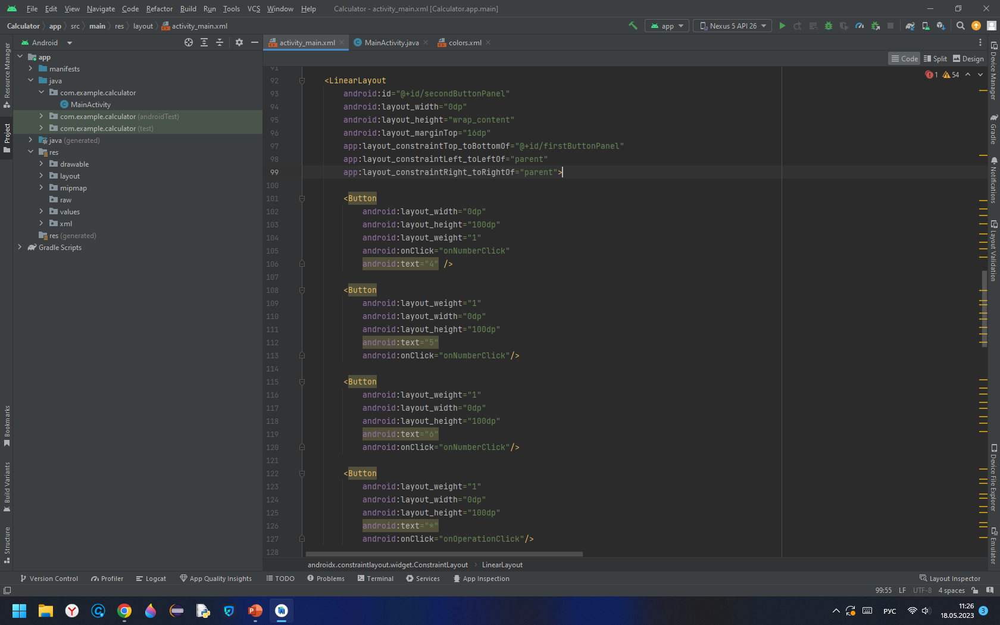 File Edit View Navigate Code Refactor Build Run Tools VCS Window Help Calculator - activity_main.xml [Calculator.app.main]
Calculator app src main res layout activity_main.xml app Nexus 5 API 26
Android activity_main.xml MainActivity.java colors.xml
Code Split Design
1 54
Resource Manager
Project
Bookmarks
Build Variants
Structure
app
manifests
java
com.example.calculator
MainActivity
com.example.calculator (androidTest)
com.example.calculator (test)
java (generated)
res
drawable
layout
mipmap
raw
values
xml
res (generated)
Gradle Scripts
91
92 <LinearLayout
93 android:id="@+id/secondButtonPanel"
94 android:layout_width="0dp"
95 android:layout_height="wrap_content"
96 android:layout_marginTop="16dp"
97 app:layout_constraintTop_toBottomOf="@+id/firstButtonPanel"
98 app:layout_constraintLeft_toLeftOf="parent"
99 app:layout_constraintRight_toRightOf="parent">
100
101 <Button
102 android:layout_width="0dp"
103 android:layout_height="100dp"
104 android:layout_weight="1"
105 android:onClick="onNumberClick"
106 android:text="4" />
107
108 <Button
109 android:layout_weight="1"
110 android:layout_width="0dp"
111 android:layout_height="100dp"
112 android:text="5"
113 android:onClick="onNumberClick"/>
114
115 <Button
116 android:layout_weight="1"
117 android:layout_width="0dp"
118 android:layout_height="100dp"
119 android:text="6"
120 android:onClick="onNumberClick"/>
121
122 <Button
123 android:layout_weight="1"
124 android:layout_width="0dp"
125 android:layout_height="100dp"
126 android:text="*"
127 android:onClick="onOperationClick"/>
128
Device Manager
Gradle
Notifications
Layout Validation
Device File Explorer
Emulator
androidx.constraintlayout.widget.ConstraintLayout LinearLayout
Version Control Profiler Logcat App Quality Insights TODO Problems Terminal Services App Inspection Layout Inspector
99:55 LF UTF-8 4 spaces
РУС 11:26
18.05.2023 3